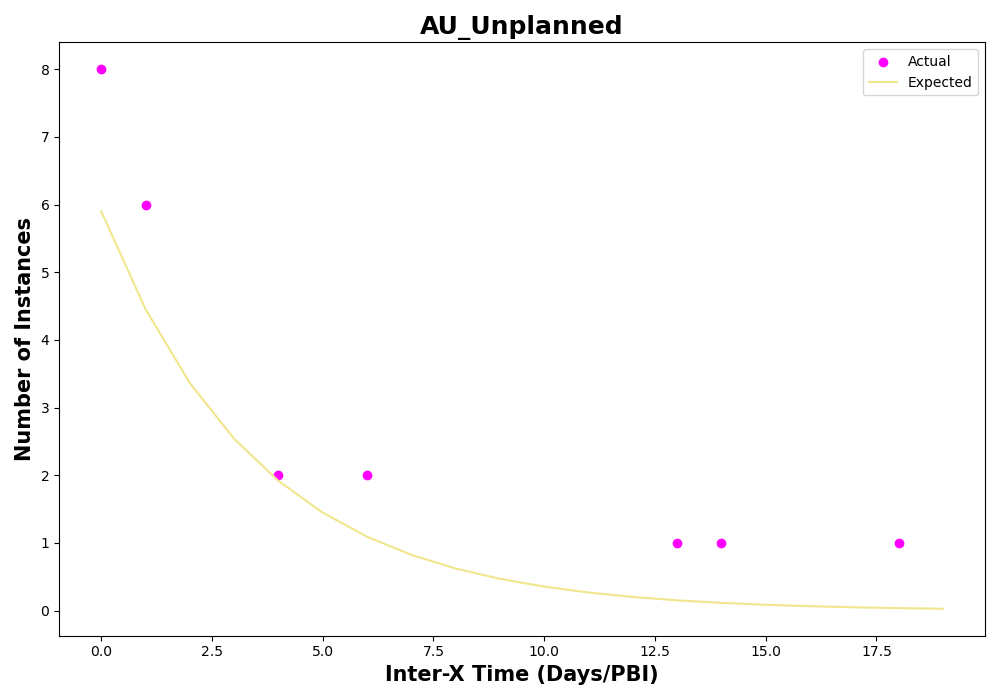 AU_Unplanned
Actual
Expected
Number of Instances
8
7
6
5
4
3
2
1
0
0.0 2.5 5.0 7.5 10.0 12.5 15.0 17.5
Inter-X Time (Days/PBI)